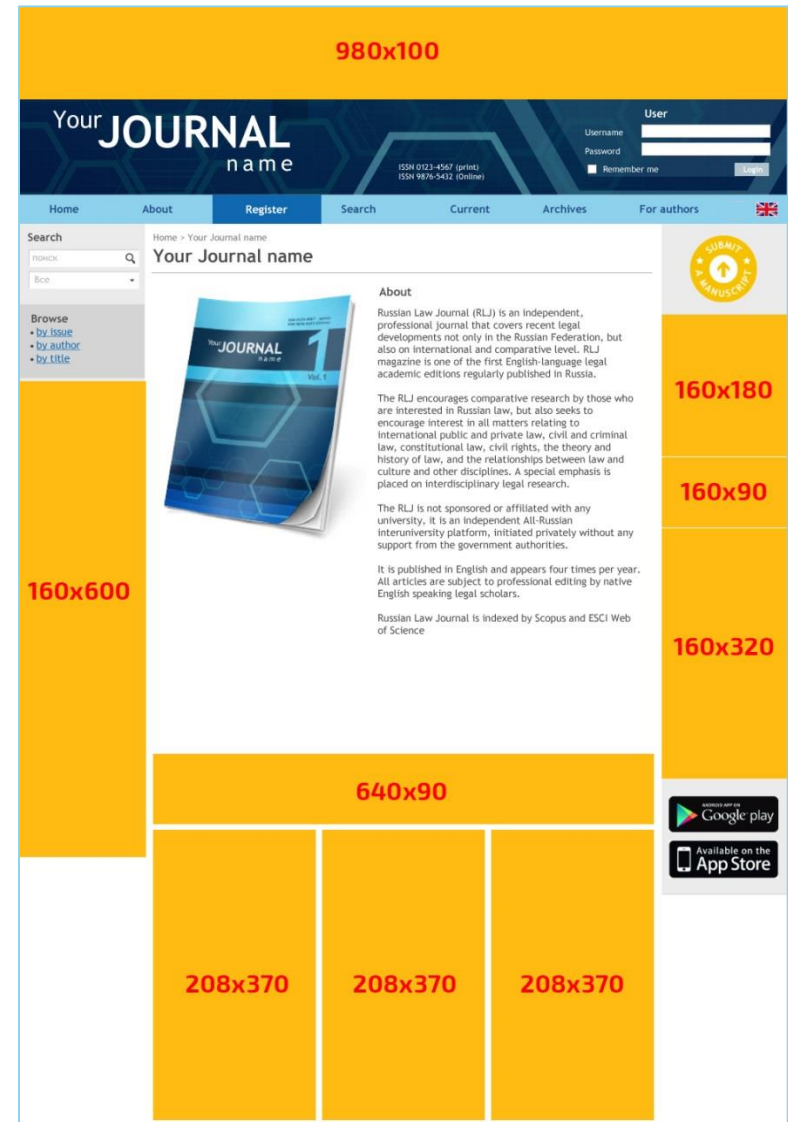 980x100
Your JOURNAL
name
ISSN 0123-4567 (print)
ISSN 9876-5432 (Online)
User
Username
Password
Remember me
Login
Home
About
Register
Search
Current
Archives
For authors
Search
поиск
Все
Browse
• by issue
• by author
• by title
160x600
Home > Your Journal name
Your Journal name
Your JOURNAL
name
1
Vol. 1
About
Russian Law Journal (RLJ) is an independent,
professional journal that covers recent legal
developments not only in the Russian Federation, but
also on international and comparative level. RLJ
magazine is one of the first English-language legal
academic editions regularly published in Russia.
The RLJ encourages comparative research by those who
are interested in Russian law, but also seeks to
encourage interest in all matters relating to
international public and private law, civil and criminal
law, constitutional law, civil rights, the theory and
history of law, and the relationships between law and
culture and other disciplines. A special emphasis is
placed on interdisciplinary legal research.
The RLJ is not sponsored or affiliated with any
university, it is an independent All-Russian
interuniversity platform, initiated privately without any
support from the government authorities.
It is published in English and appears four times per year.
All articles are subject to professional editing by native
English speaking legal scholars.
Russian Law Journal is indexed by Scopus and ESCI Web
of Science
SUBMIT
A MANUSCRIPT
160x180
160x90
160x320
ANDROID APP ON
Google play
Available on the
App Store
640x90
208x370
208x370
208x370